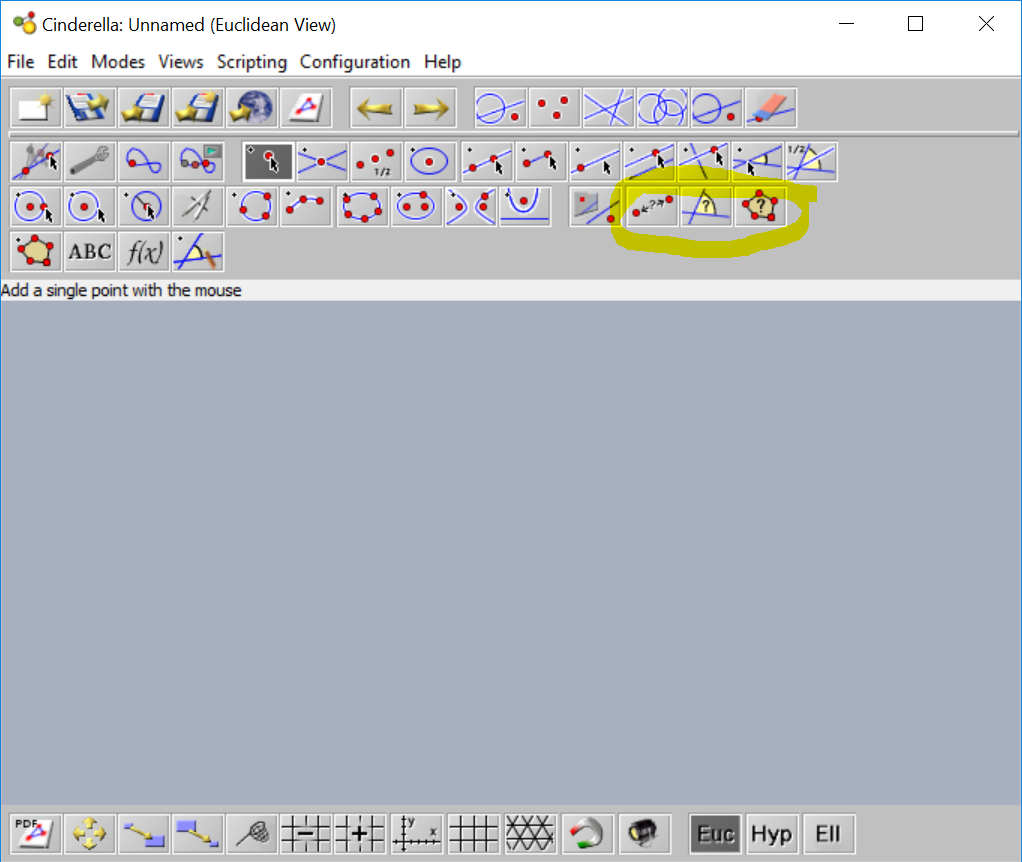 Cinderella: Unnamed (Euclidean View)
File Edit Modes Views Scripting Configuration Help
1/2 1/2
? ? ?
ABC f(x)
Add a single point with the mouse
PDF y x Euc Hyp Ell